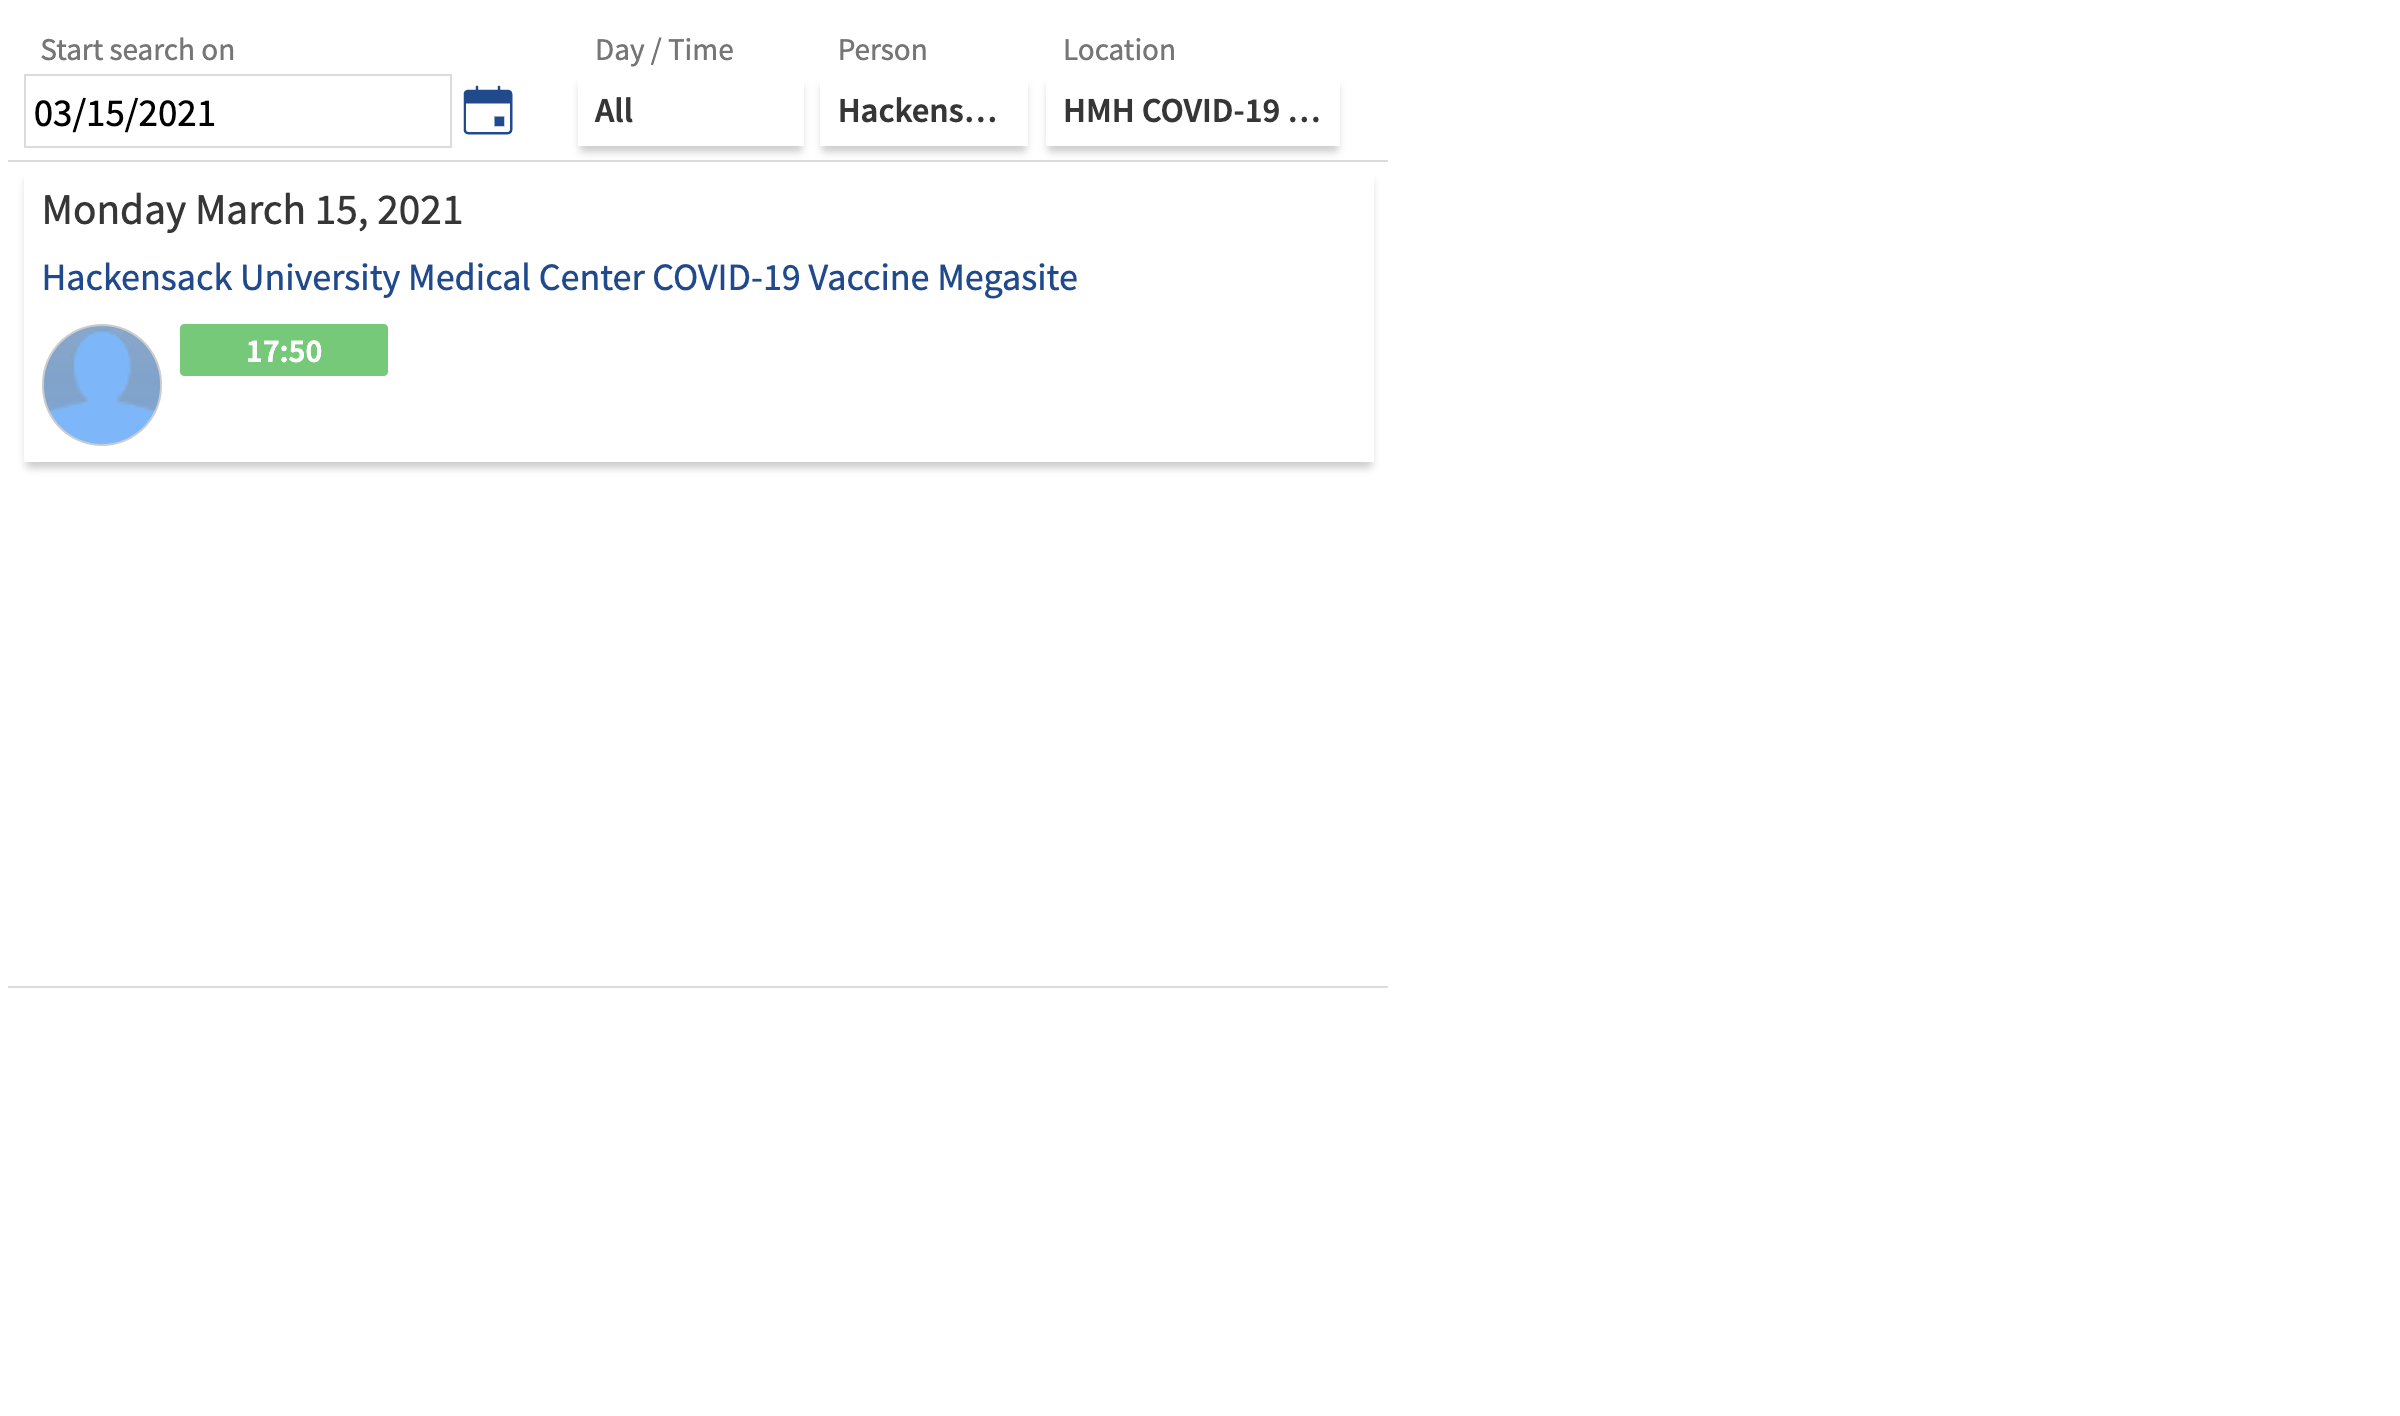 Start search on
Day / Time
Person
Location
03/15/2021
All
Hackens...
HMH COVID-19 ...
Monday March 15, 2021
Hackensack University Medical Center COVID-19 Vaccine Megasite
17:50